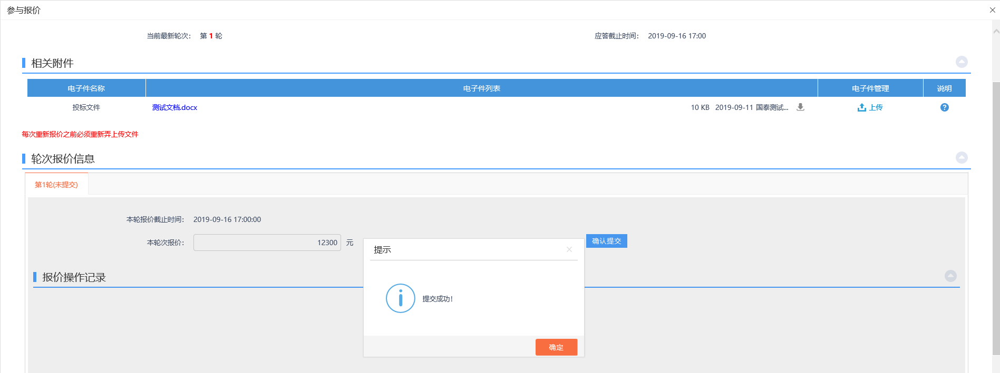 参与报价
当前最新轮次： 第 1 轮 应答截止时间： 2019-09-16 17:00
相关附件
电子件名称 电子件列表 电子件管理 说明
投标文件 测试文档.docx 10 KB 2019-09-11 国泰测试... 上传
每次重新报价之前必须重新弄上传文件
轮次报价信息
第1轮(未提交)
本轮报价截止时间： 2019-09-16 17:00:00
本轮次报价： 12300 元 确认提交
提示
报价操作记录
提交成功！
确定